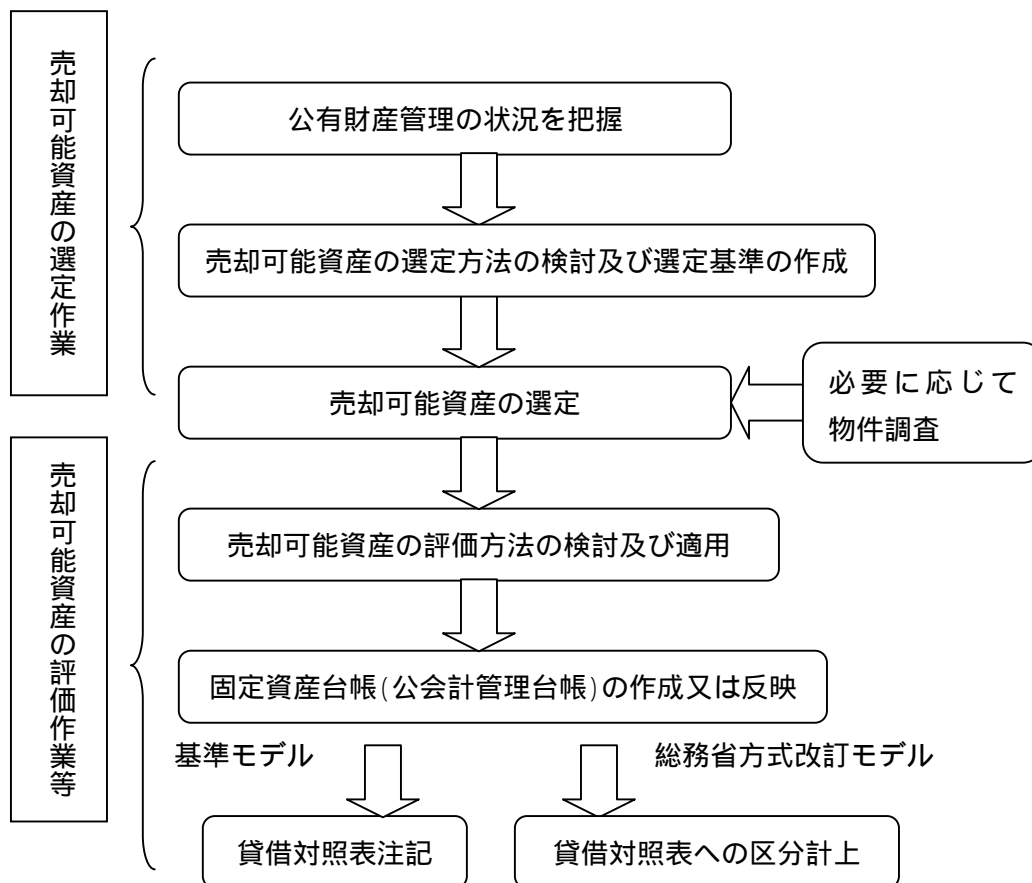 売却可能資産の選定作業
公有財産管理の状況を把握
売却可能資産の選定方法の検討及び選定基準の作成
売却可能資産の選定
必要に応じて
物件調査
売却可能資産の評価作業等
売却可能資産の評価方法の検討及び適用
固定資産台帳(公会計管理台帳)の作成又は反映
基準モデル
総務省方式改訂モデル
貸借対照表注記
貸借対照表への区分計上